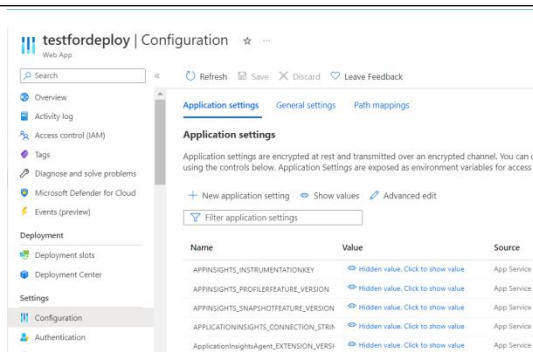 testfordeploy | Configuration ☆ ...
Web App
Search
«
Refresh Save Discard Leave Feedback
Overview
Activity log
Access control (IAM)
Tags
Diagnose and solve problems
Microsoft Defender for Cloud
Events (preview)
Deployment
Deployment slots
Deployment Center
Settings
Configuration
Authentication
Application settings General settings Path mappings
Application settings
Application settings are encrypted at rest and transmitted over an encrypted channel. You can
using the controls below. Application Settings are exposed as environment variables for access
+ New application setting Show values Advanced edit
Filter application settings
Name Value Source
APPINSIGHTS_INSTRUMENTATIONKEY Hidden value. Click to show value App Service
APPINSIGHTS_PROFILERFEATURE_VERSION Hidden value. Click to show value App Service
APPINSIGHTS_SNAPSHOTFEATURE_VERSION Hidden value. Click to show value App Service
APPLICATIONINSIGHTS_CONNECTION_STRIN Hidden value. Click to show value App Service
ApplicationInsightsAgent_EXTENSION_VERSI Hidden value. Click to show value App Service